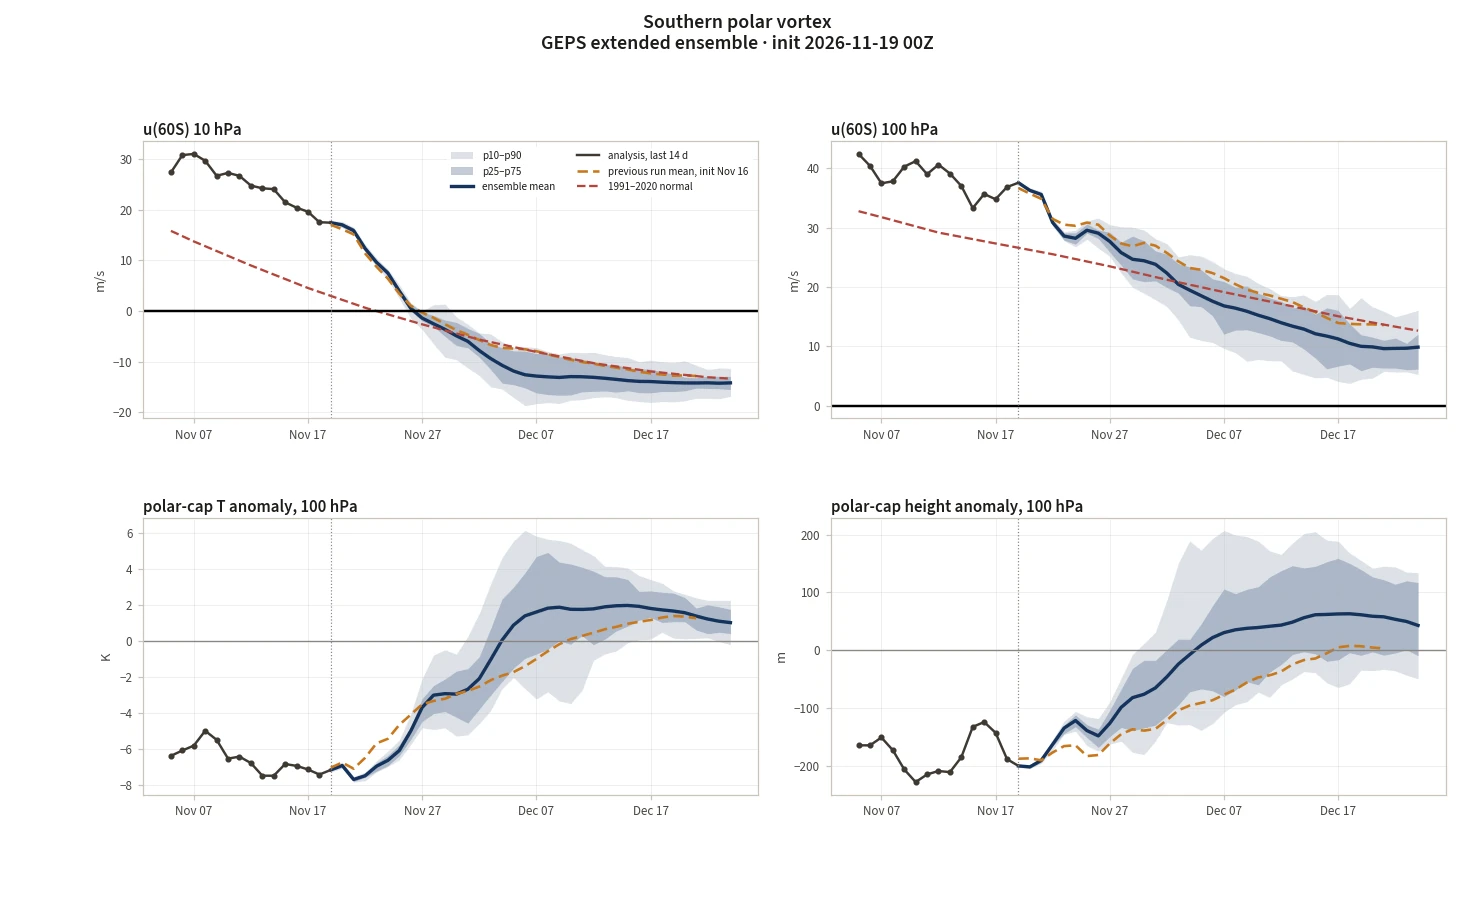 Southern polar vortex
GEPS extended ensemble · init 2026-11-19 00Z
u(60S) 10 hPa
m/s
30
20
10
0
−10
−20
p10–p90
p25–p75
ensemble mean
analysis, last 14 d
previous run mean, init Nov 16
1991–2020 normal
Nov 07
Nov 17
Nov 27
Dec 07
Dec 17
u(60S) 100 hPa
m/s
40
30
20
10
0
Nov 07
Nov 17
Nov 27
Dec 07
Dec 17
polar-cap T anomaly, 100 hPa
K
6
4
2
0
−2
−4
−6
−8
Nov 07
Nov 17
Nov 27
Dec 07
Dec 17
polar-cap height anomaly, 100 hPa
m
200
100
0
−100
−200
Nov 07
Nov 17
Nov 27
Dec 07
Dec 17